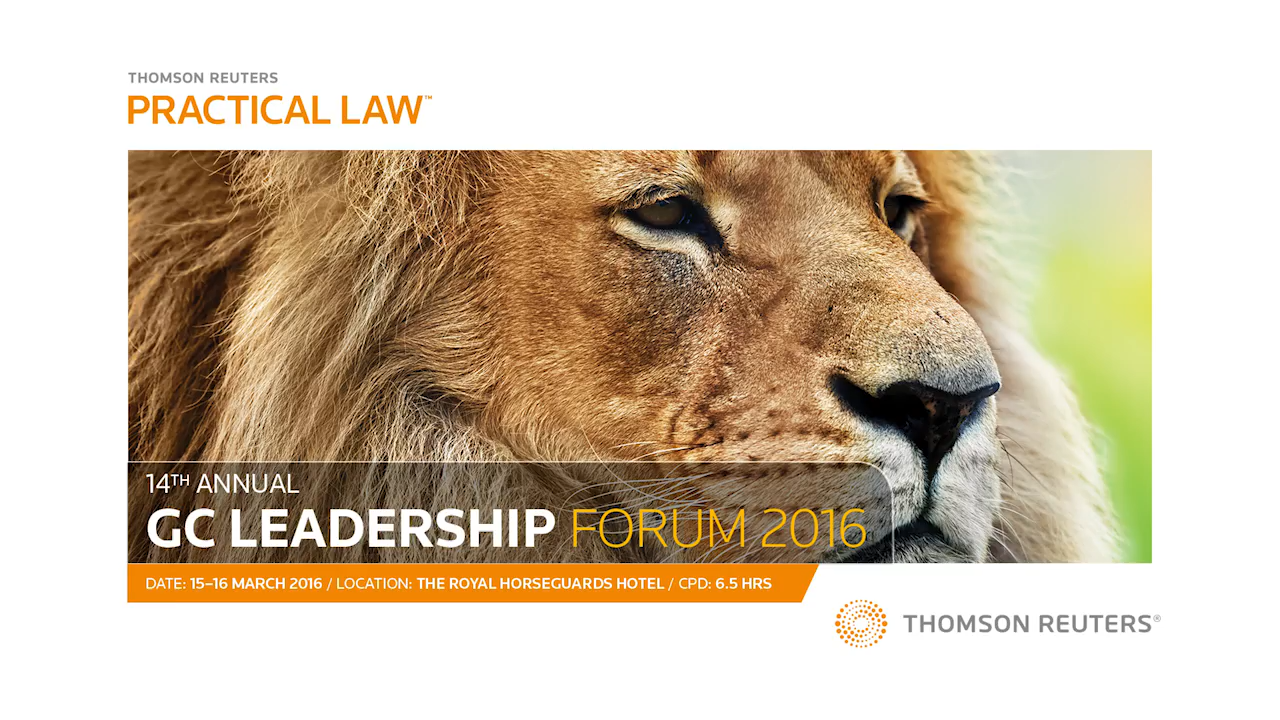 THOMSON REUTERS
PRACTICAL LAW™
14TH ANNUAL
GC LEADERSHIP FORUM 2016
DATE: 15–16 MARCH 2016 / LOCATION: THE ROYAL HORSEGUARDS HOTEL / CPD: 6.5 HRS
THOMSON REUTERS®